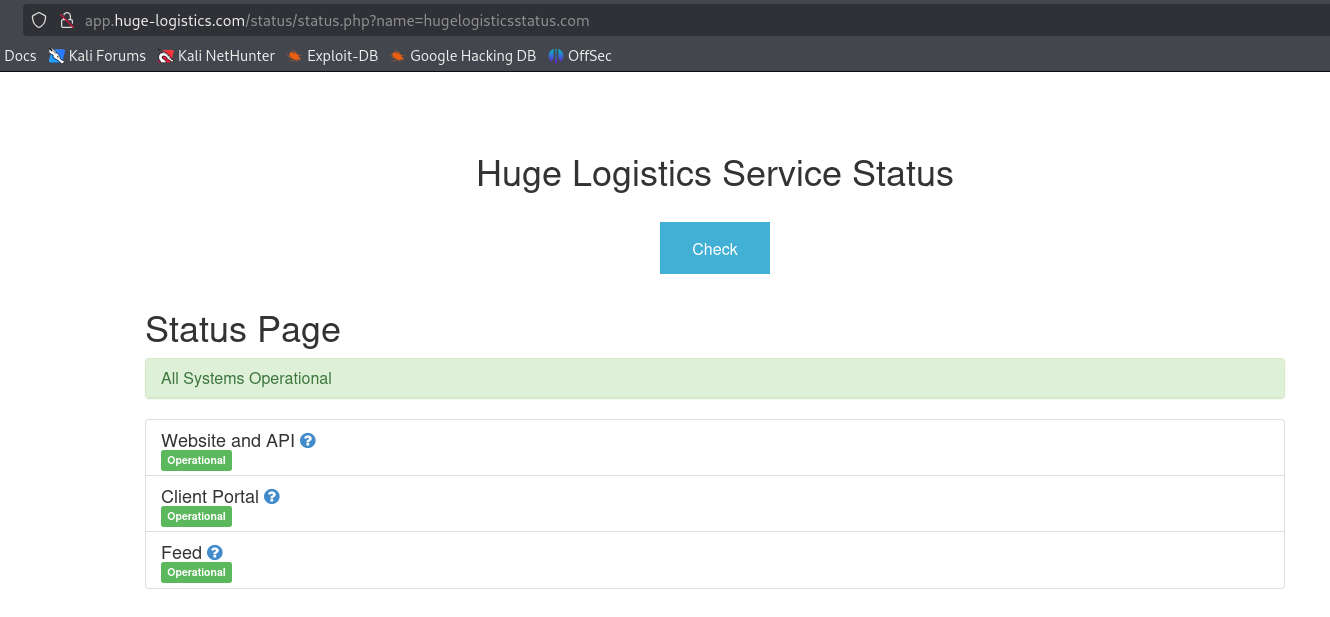 app.huge-logistics.com/status/status.php?name=hugelogisticsstatus.com
Docs Kali Forums Kali NetHunter Exploit-DB Google Hacking DB OffSec
Huge Logistics Service Status
Check
Status Page
All Systems Operational
Website and API ?
Operational
Client Portal ?
Operational
Feed ?
Operational